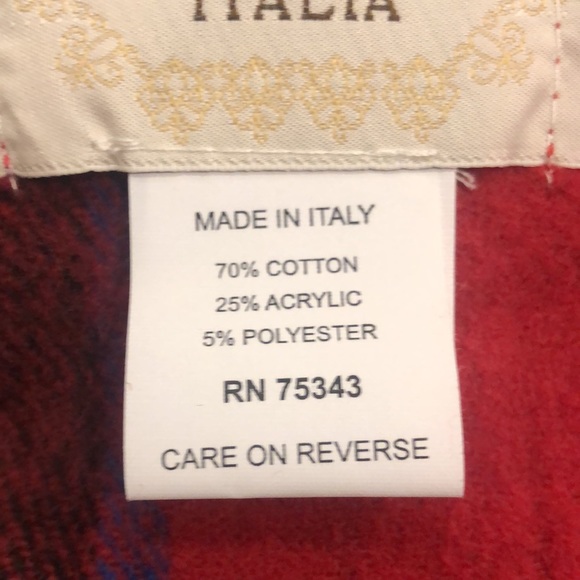 ITALIA
MADE IN ITALY
70% COTTON
25% ACRYLIC
5% POLYESTER
RN 75343
CARE ON REVERSE